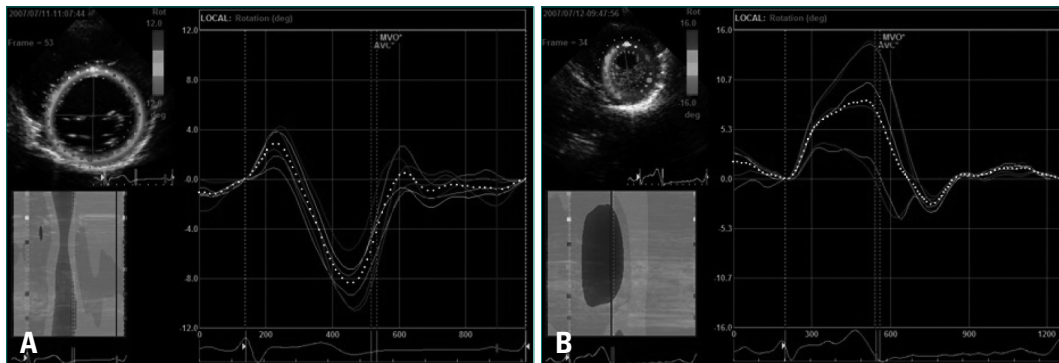 2007/07/11-11:07:44
Rot
12.0
Frame = 53
12.0
deg
LOCAL: Rotation (deg)
12.0
MVO"
AVC"
8.0
4.0
0.0
-4.0
-8.0
-12.0
0
200
400
600
800
A
2007/07/12-09:47:56
Rot
16.0
Frame = 34
16.0
deg
LOCAL: Rotation (deg)
16.0
MVO"
AVC"
10.7
5.3
0.0
-5.3
-10.7
-16.0
0
300
600
900
1200
B